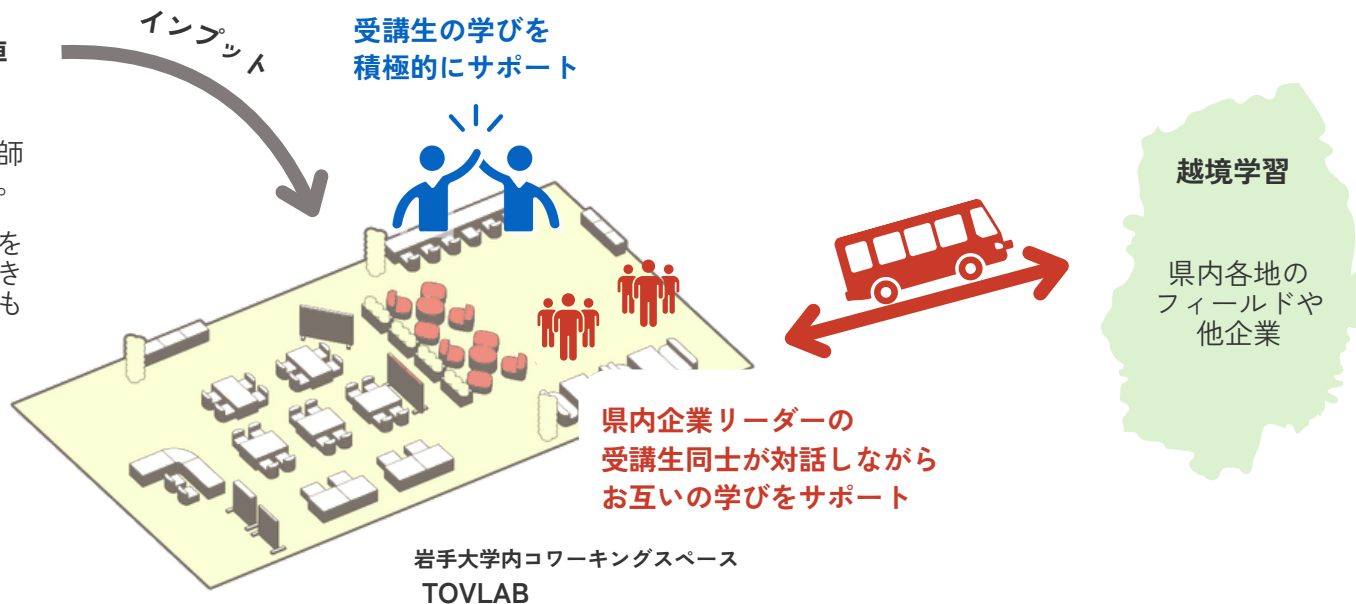 インプット
師
。
を
き
も
受講生の学びを
積極的にサポート
県内企業リーダーの
受講生同士が対話しながら
お互いの学びをサポート
岩手大学内コワーキングスペース
TOVLAB
越境学習
県内各地の
フィールドや
他企業